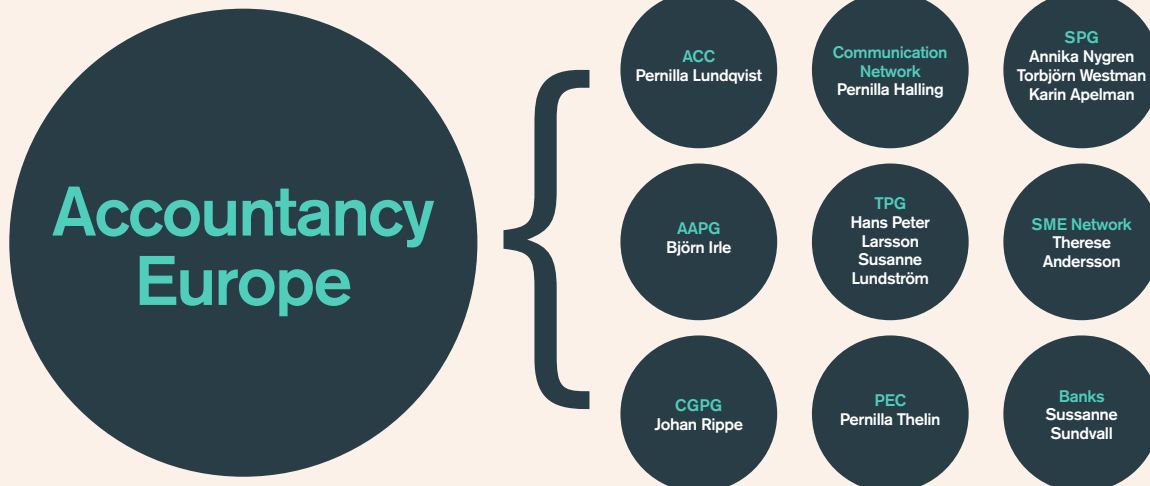 Accountancy
Europe
ACC
Pernilla Lundqvist
Communication
Network
Pernilla Halling
SPG
Annika Nygren
Torbjörn Westman
Karin Apelman
AAPG
Björn Irle
TPG
Hans Peter
Larsson
Susanne
Lundström
SME Network
Therese
Andersson
CGPG
Johan Rippe
PEC
Pernilla Thelin
Banks
Sussanne
Sundvall